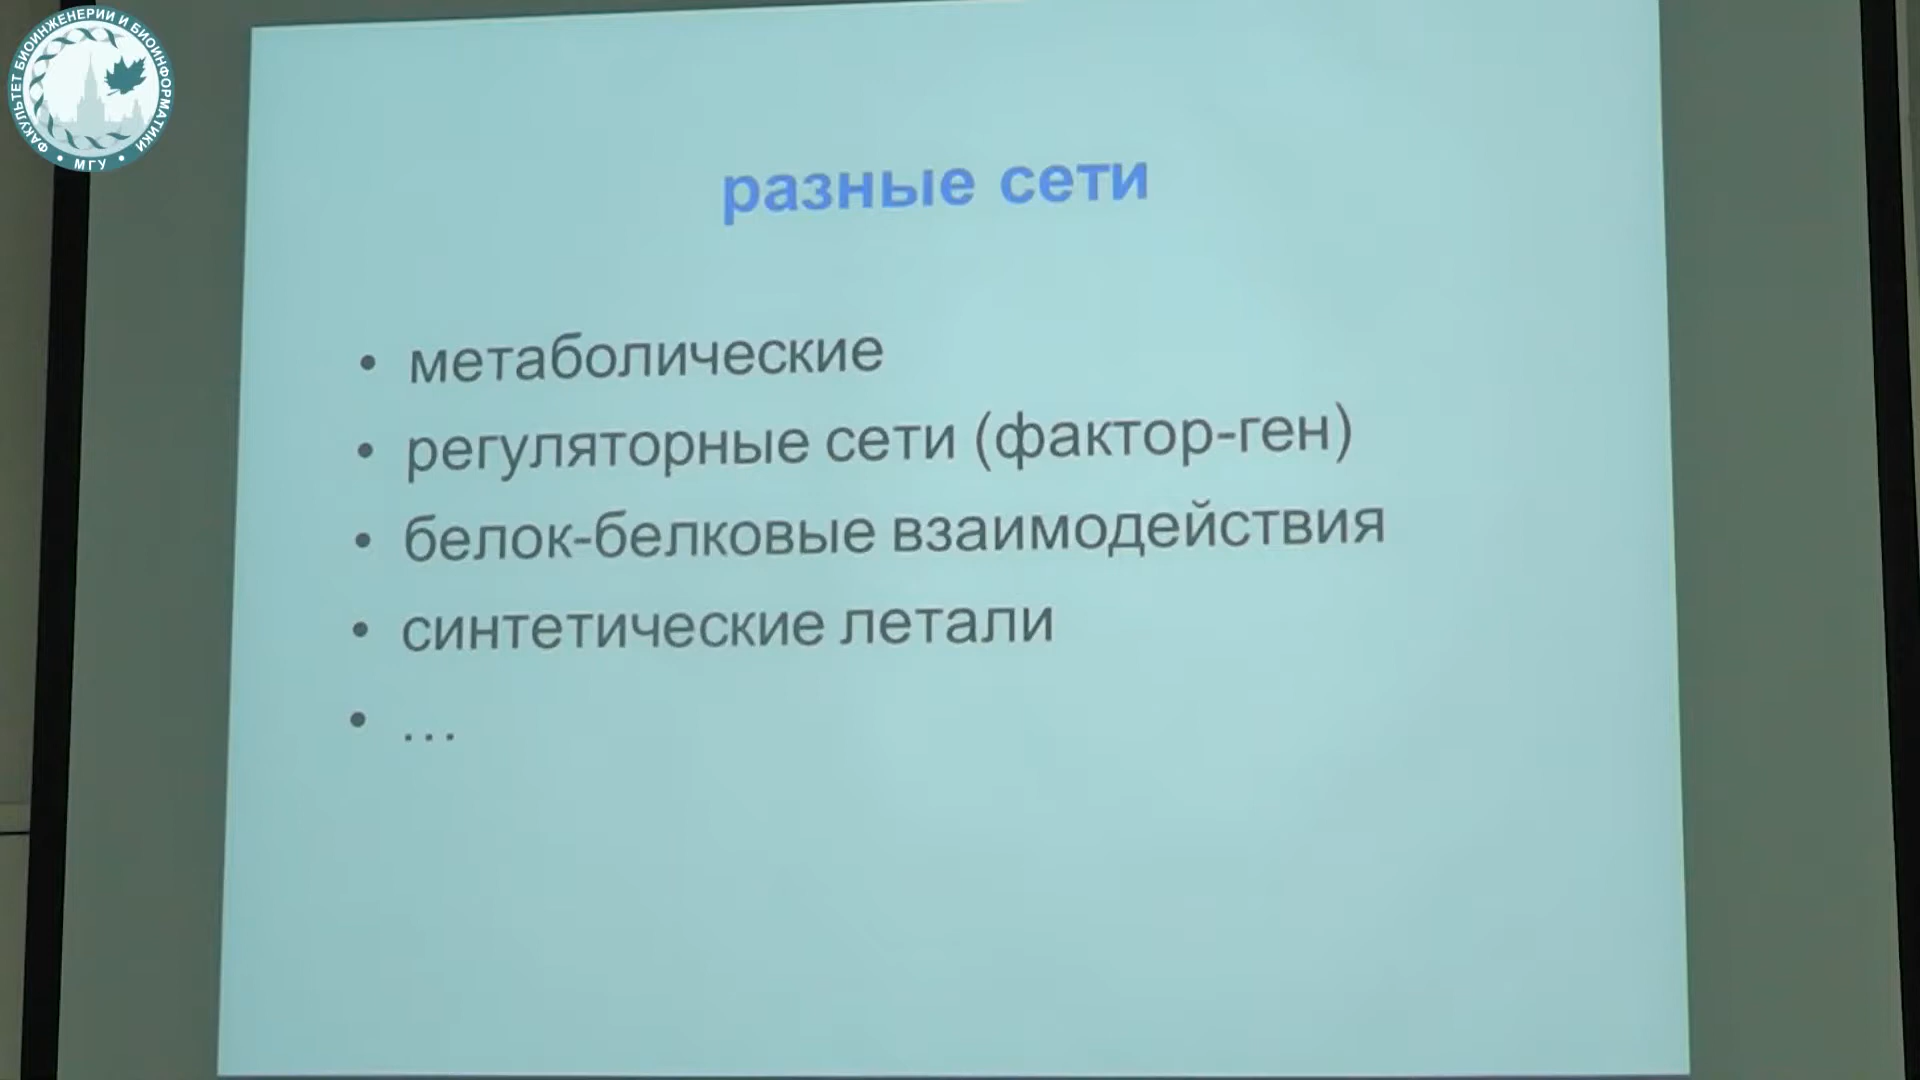 ФАКУЛЬТЕТ БИОИНЖЕНЕРИИ И БИОИНФОРМАТИКИ
• МГУ •
разные сети
• метаболические
• регуляторные сети (фактор-ген)
• белок-белковые взаимодействия
• синтетические летали
• …